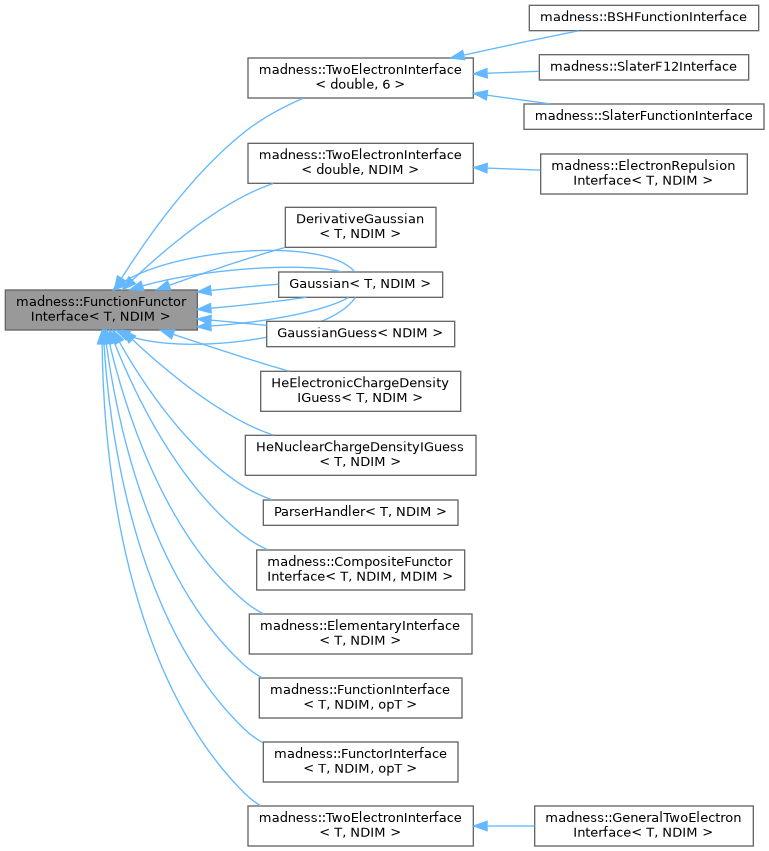 madness::BSHFunctionInterface
madness::TwoElectronInterface
< double, 6 >
madness::SlaterF12Interface
madness::SlaterFunctionInterface
madness::TwoElectronInterface
< double, NDIM >
madness::ElectronRepulsion
Interface< T, NDIM >
DerivativeGaussian
< T, NDIM >
Gaussian< T, NDIM >
madness::FunctionFunctor
Interface< T, NDIM >
GaussianGuess< NDIM >
HeElectronicChargeDensity
IGuess< T, NDIM >
HeNuclearChargeDensityIGuess
< T, NDIM >
ParserHandler< T, NDIM >
madness::CompositeFunctor
Interface< T, NDIM, MDIM >
madness::ElementaryInterface
< T, NDIM >
madness::FunctionInterface
< T, NDIM, opT >
madness::FunctorInterface
< T, NDIM, opT >
madness::TwoElectronInterface
< T, NDIM >
madness::GeneralTwoElectron
Interface< T, NDIM >